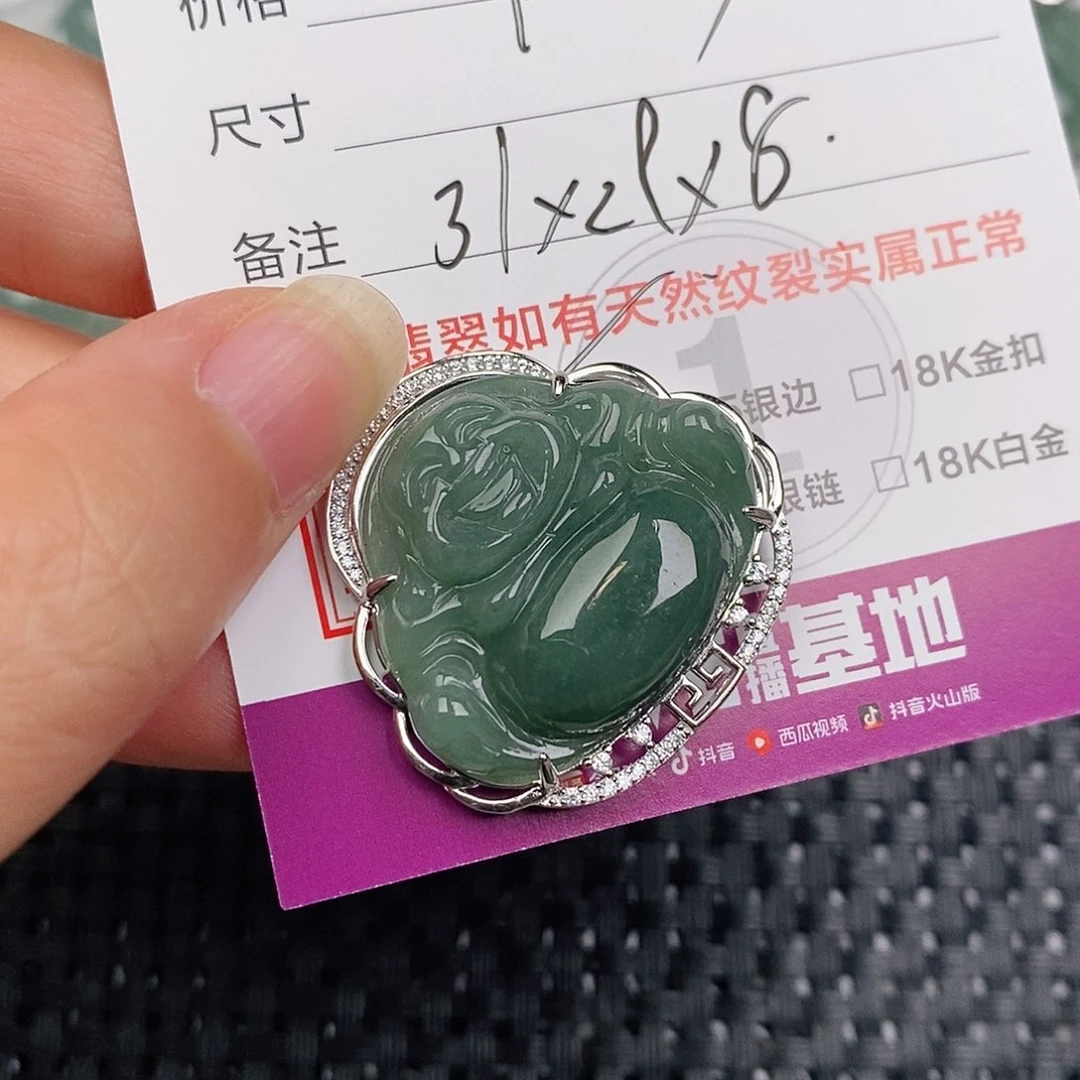 价格
尺寸
31x28x8.
备注
翡翠如有天然纹裂实属正常
银边 □18K金扣
银链 ☑18K白金
播基地
抖音 西瓜视频 抖音火山版